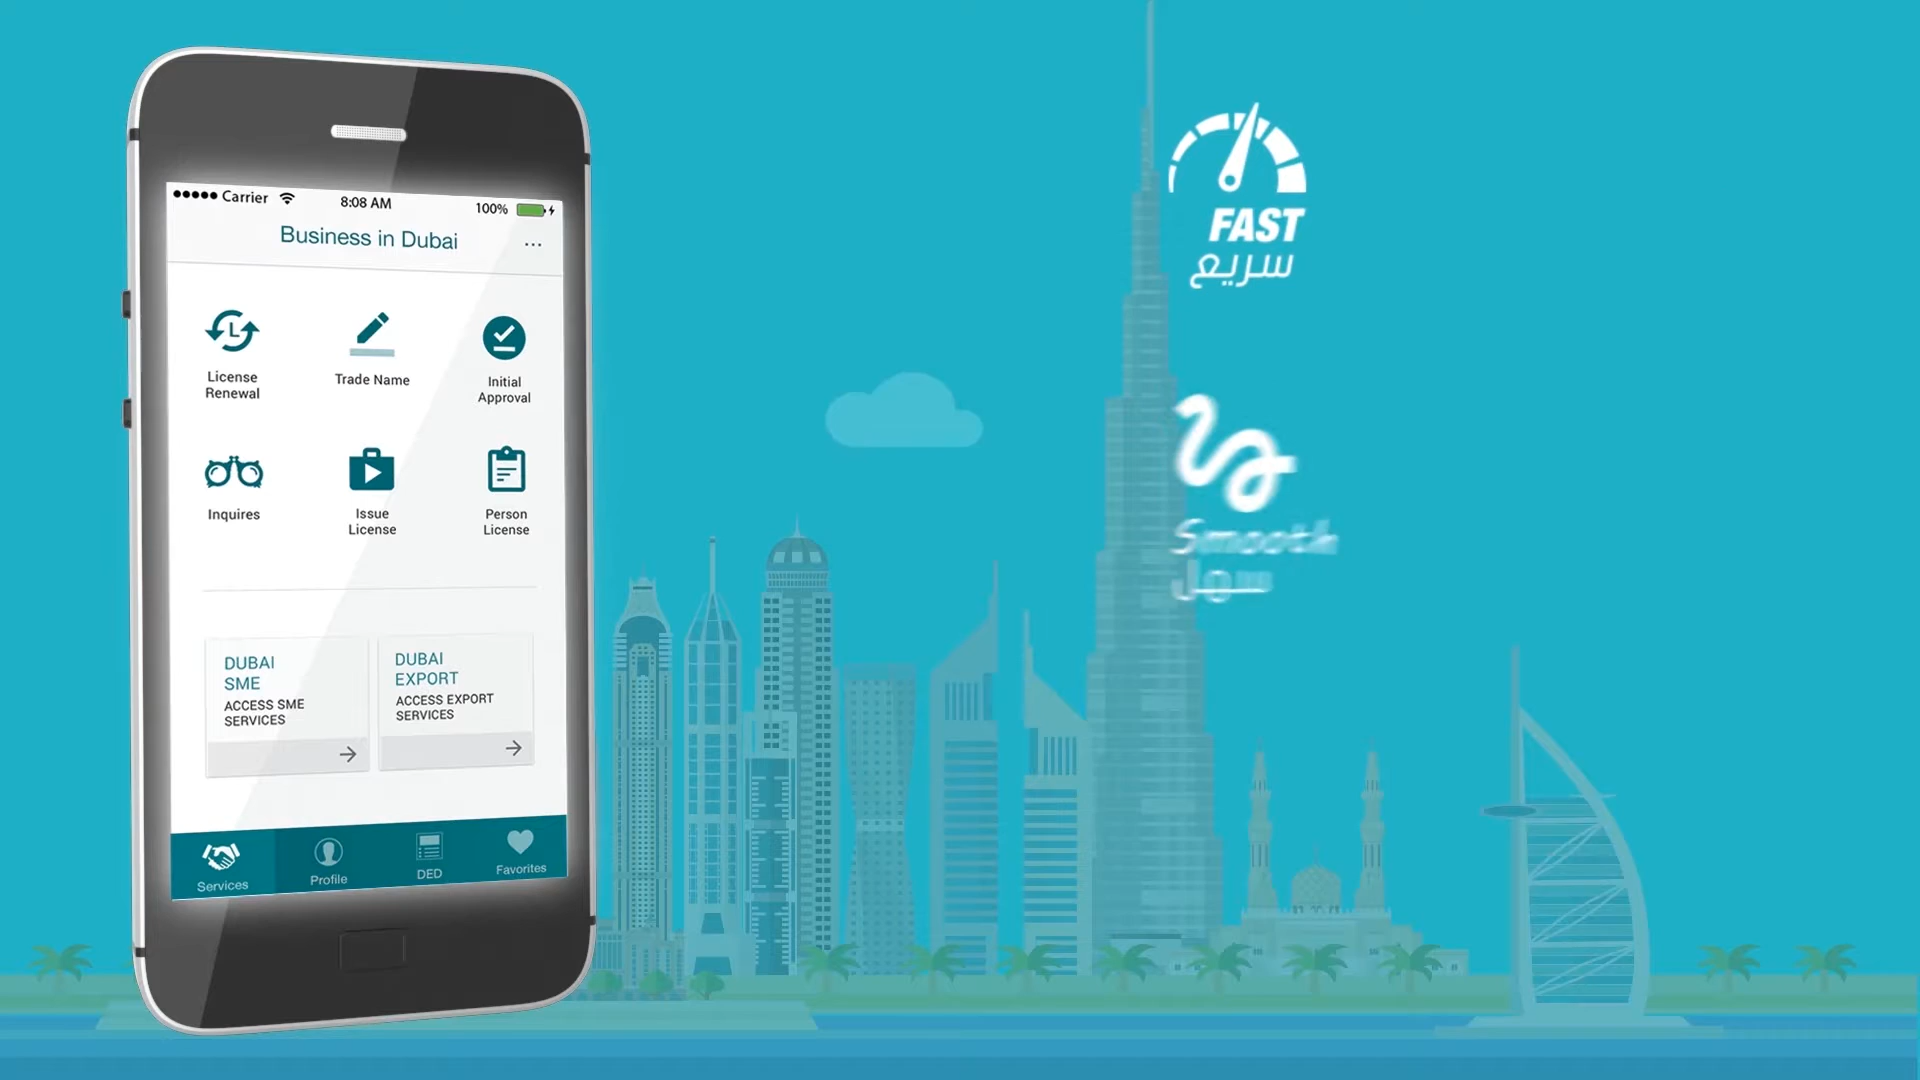 Carrier
8:08 AM
100%
Business in Dubai
...
License
Renewal
Trade Name
Initial
Approval
Inquires
Issue
License
Person
License
DUBAI
SME
ACCESS SME
SERVICES
DUBAI
EXPORT
ACCESS EXPORT
SERVICES
Services
Profile
DED
Favorites
FAST
سريع
Smooth
سهل